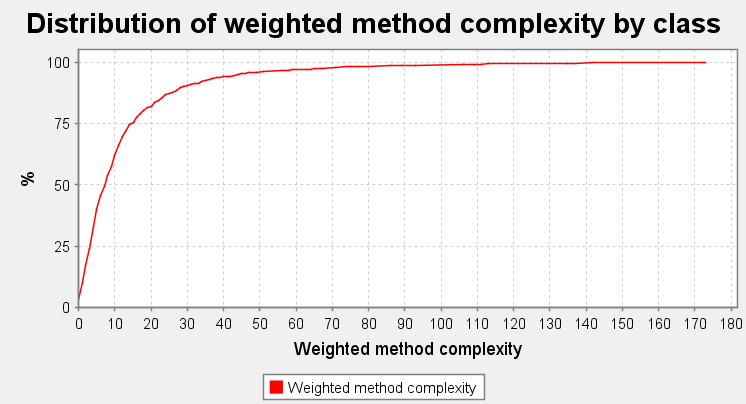 Distribution of weighted method complexity by class
100
75
50
25
0
%
0 10 20 30 40 50 60 70 80 90 100 110 120 130 140 150 160 170 180
Weighted method complexity
Weighted method complexity